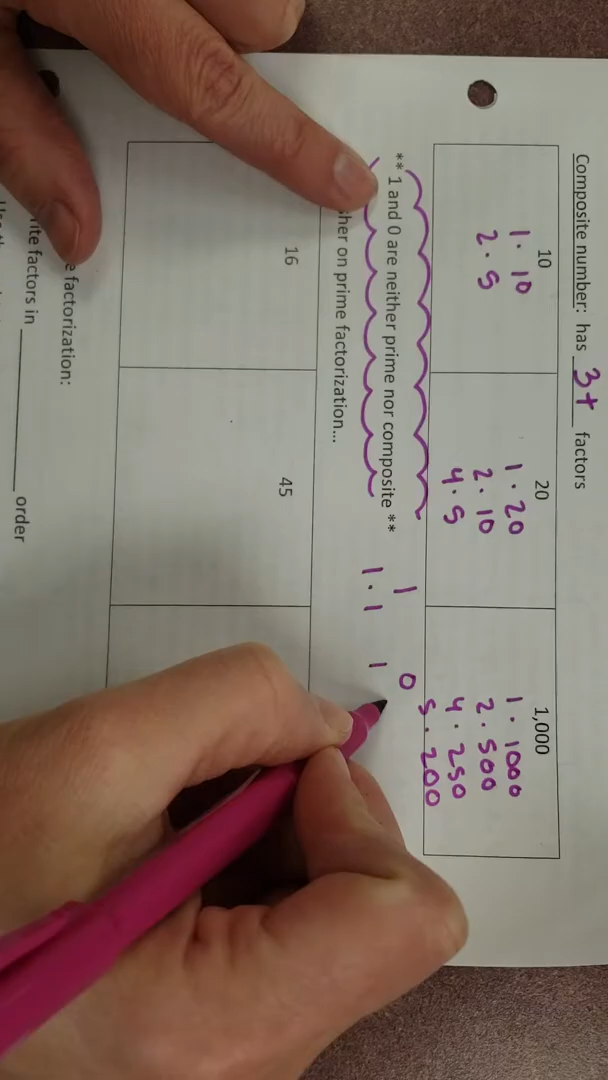 Composite number: has 3+ factors
10
1 · 10
2 · 5
20
1 · 20
2 · 10
4 · 5
1,000
1 · 1000
2 · 500
4 · 250
5 · 200
** 1 and 0 are neither prime nor composite **
1
1 · 1
0
1
her on prime factorization...
16
45
factorization:
factors in ________ order